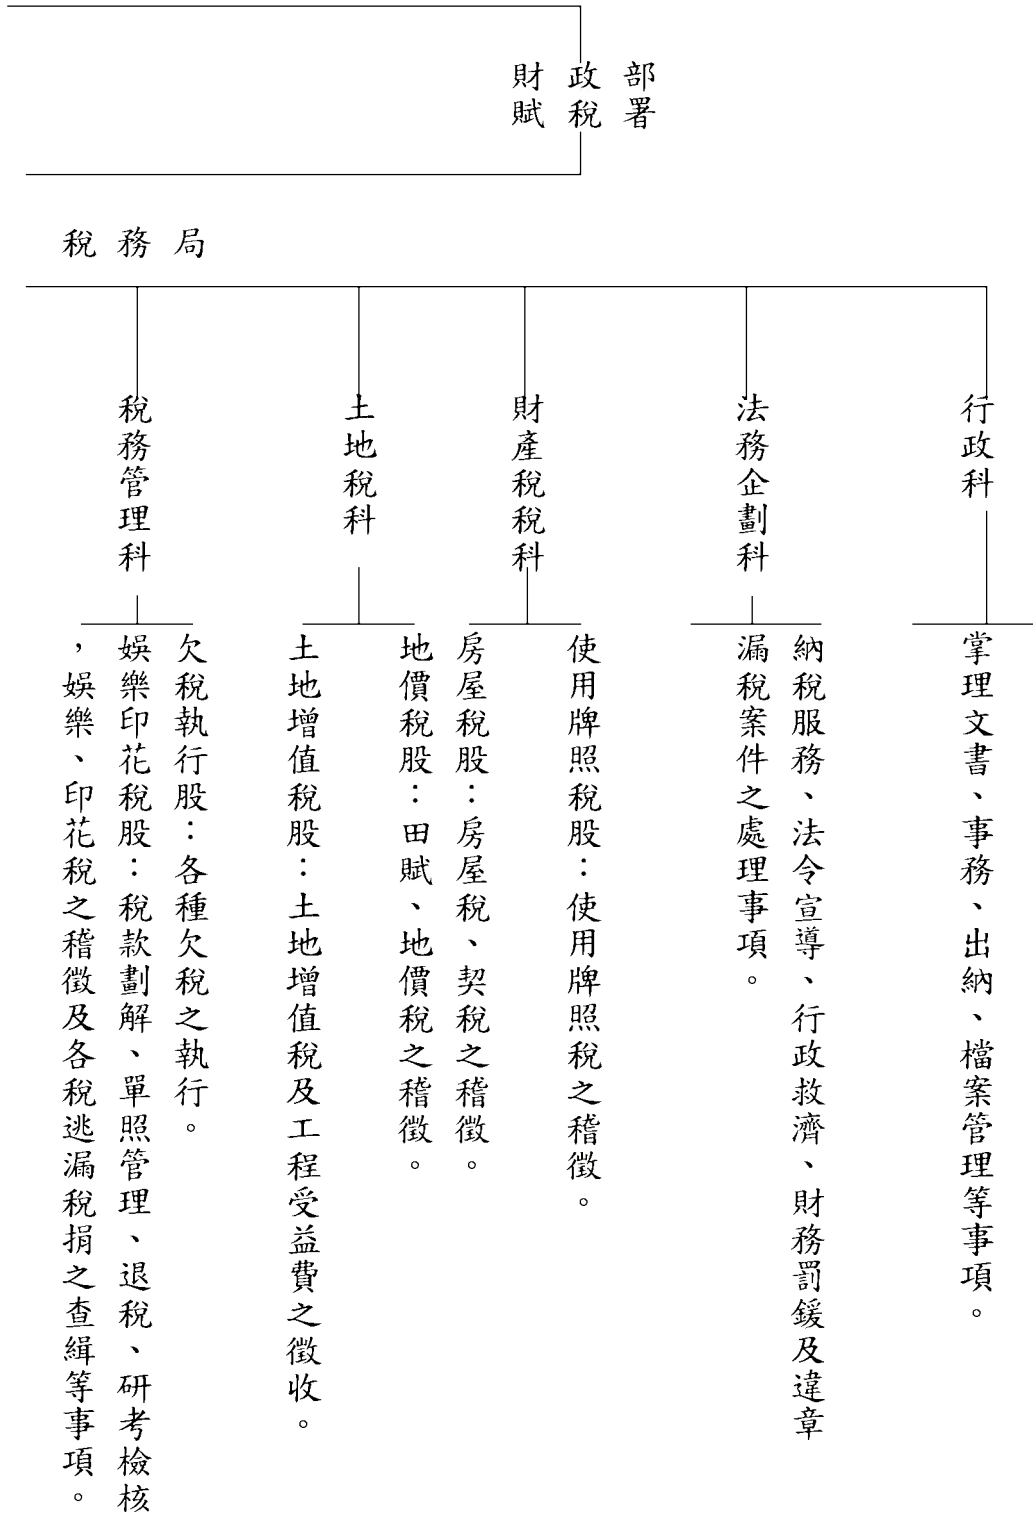 財政部
賦稅署
稅務局
行政科
掌理文書、事務、出納、檔案管理等事項。
法務企劃科
納稅服務、法令宣導、行政救濟、財務罰鍰及違章
漏稅案件之處理事項。
財產稅稅科
使用牌照稅股：使用牌照稅之稽徵。
房屋稅股：房屋稅、契稅之稽徵。
土地稅科
地價稅股：田賦、地價稅之稽徵。
土地增值稅股：土地增值稅及工程受益費之徵收。
稅務管理科
欠稅執行股：各種欠稅之執行。
娛樂印花稅股：稅款劃解、單照管理、退稅、研考檢核
，娛樂、印花稅之稽徵及各稅逃漏稅捐之查緝等事項。